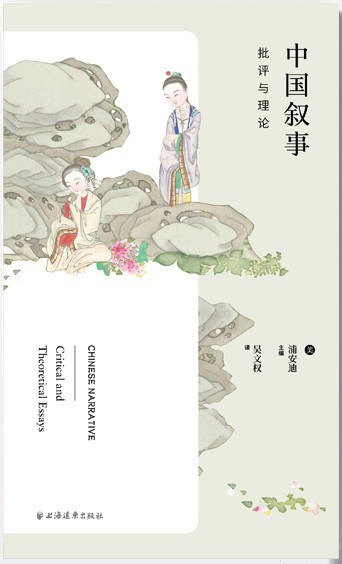 中国叙事
批评与理论
美
浦安迪
主编
吴文权
译
CHINESE NARRATIVE
Critical and
Theoretical Essays
上海远东出版社